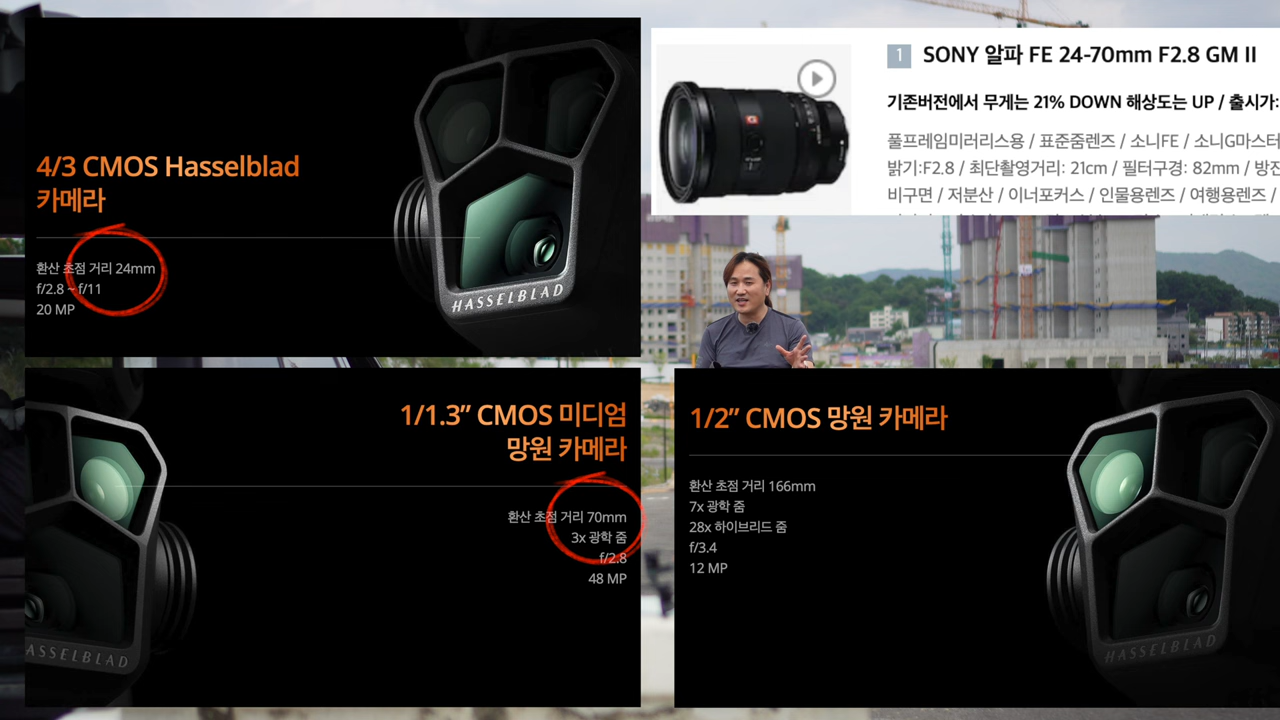 4/3 CMOS Hasselblad
카메라
환산 초점 거리 24mm
f/2.8 ~ f/11
20 MP
HASSELBLAD
1 SONY 알파 FE 24-70mm F2.8 GM II
기존버전에서 무게는 21% DOWN 해상도는 UP / 출시가:
풀프레임미러리스용 / 표준줌렌즈 / 소니FE / 소니G마스터
밝기:F2.8 / 최단촬영거리: 21cm / 필터구경: 82mm / 방진
비구면 / 저분산 / 이너포커스 / 인물용렌즈 / 여행용렌즈 /
1/1.3” CMOS 미디엄
망원 카메라
환산 초점 거리 70mm
3x 광학 줌
f/2.8
48 MP
HASSELBLAD
1/2” CMOS 망원 카메라
환산 초점 거리 166mm
7x 광학 줌
28x 하이브리드 줌
f/3.4
12 MP
HASSELBLAD